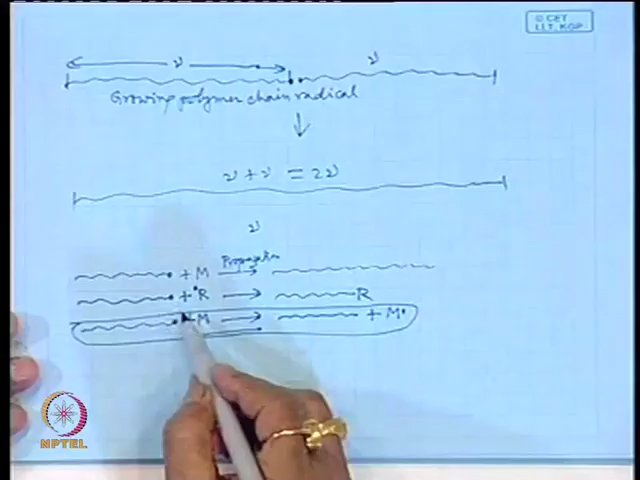 © CET
I.I.T. KGP
ν ν
Growing polymer chain radical
ν + ν = 2ν
ν
• + M Propagation →
• + •R → R
• + M → + M•
NPTEL